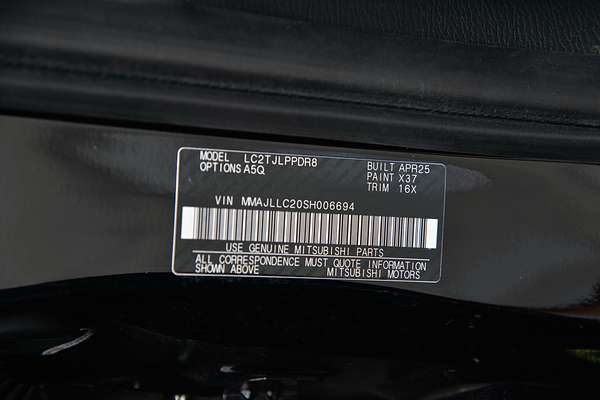 MODEL LC2TJLPPDR8 BUILT APR25
OPTIONS A5Q PAINT X37
TRIM 16X
VIN MMAJLLC20SH006694
USE GENUINE MITSUBISHI PARTS
ALL CORRESPONDENCE MUST QUOTE INFORMATION
SHOWN ABOVE MITSUBISHI MOTORS